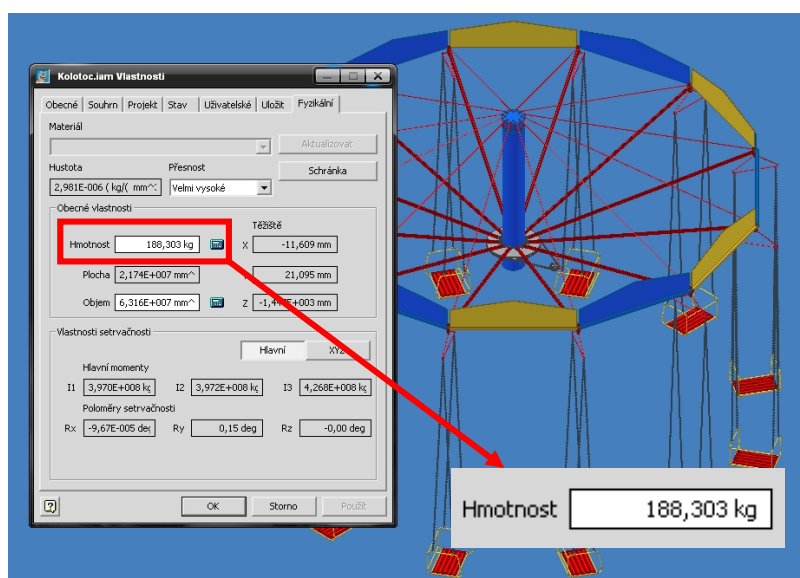 Kolotoc.iam Vlastnosti
Obecné Souhrn Projekt Stav Uživatelské Uložit Fyzikální
Materiál
Aktualizovat
Hustota Přesnost Schránka
2,981E-006 ( kg/( mm^: Velmi vysoké
Obecné vlastnosti
Těžiště
Hmotnost 188,303 kg X -11,609 mm
Plocha 2,174E+007 mm^ 21,095 mm
Objem 6,316E+007 mm^ Z
Vlastnosti setrvačnosti
Hlavní XYZ
Hlavní momenty
I1 3,970E+008 kg I2 3,972E+008 kg I3 4,268E+008 kg
Poloměry setrvačnosti
Rx -9,67E-005 deg Ry 0,15 deg Rz -0,00 deg
OK Storno Použít
Hmotnost 188,303 kg